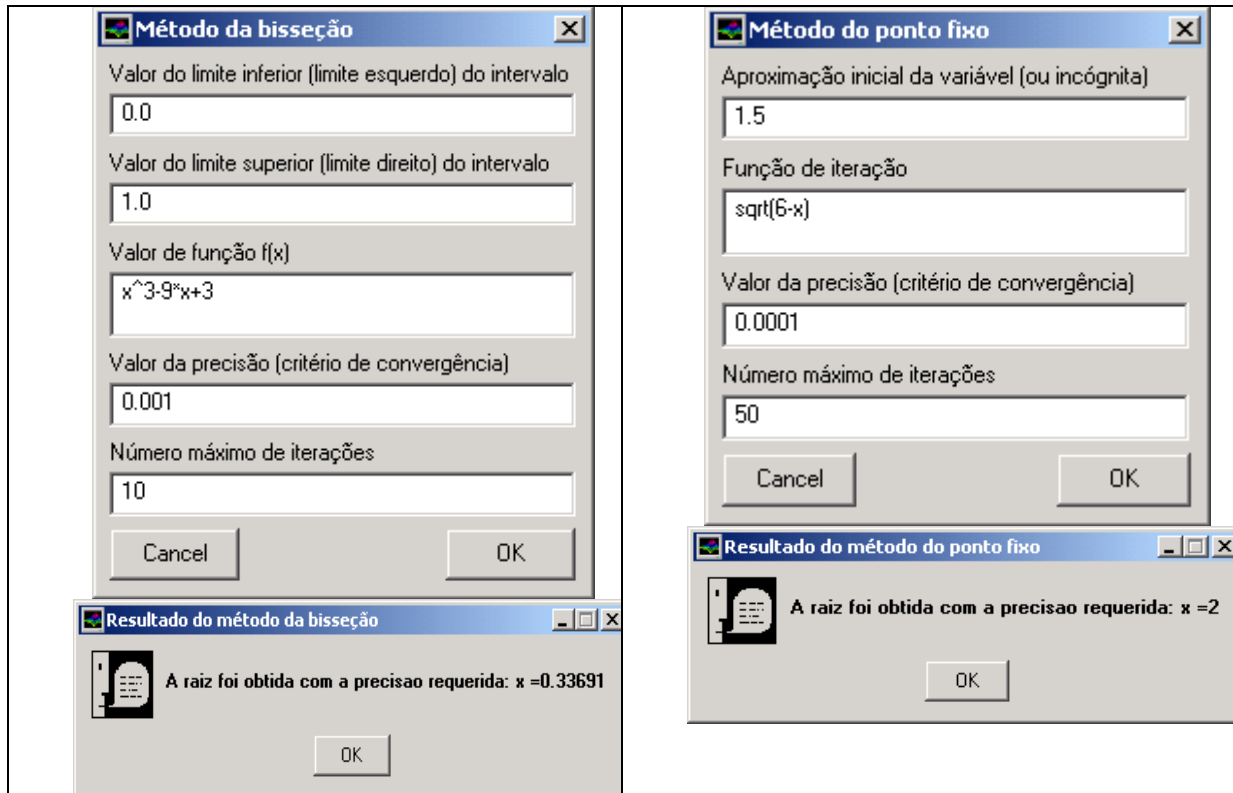 Método da bisseção
Valor do limite inferior (limite esquerdo) do intervalo
0.0
Valor do limite superior (limite direito) do intervalo
1.0
Valor de função f(x)
x^3-9*x+3
Valor da precisão (critério de convergência)
0.001
Número máximo de iterações
10
Cancel
OK
Resultado do método da bisseção
A raiz foi obtida com a precisao requerida: x =0.33691
OK
Método do ponto fixo
Aproximação inicial da variável (ou incógnita)
1.5
Função de iteração
sqrt(6-x)
Valor da precisão (critério de convergência)
0.0001
Número máximo de iterações
50
Cancel
OK
Resultado do método do ponto fixo
A raiz foi obtida com a precisao requerida: x =2
OK